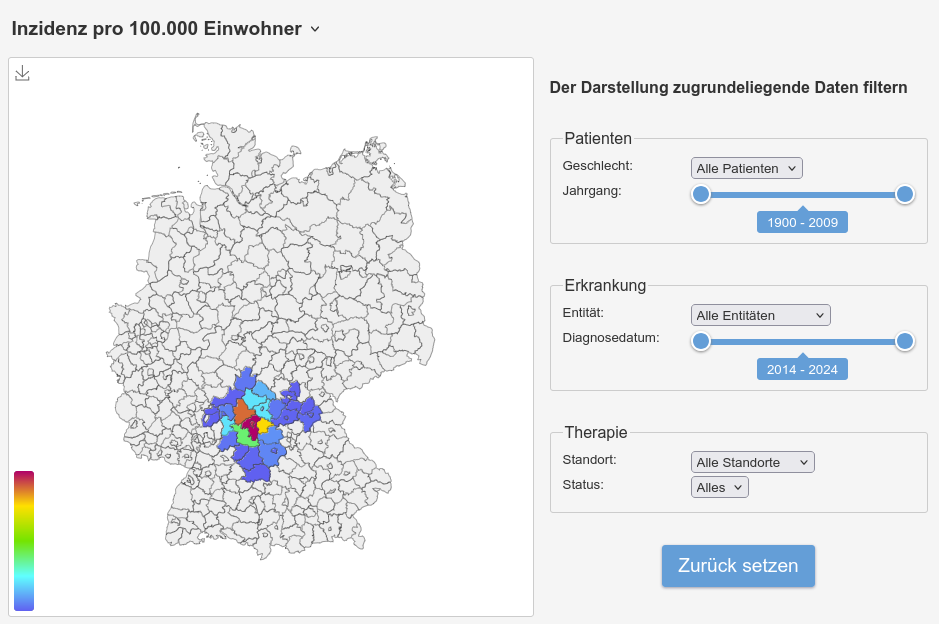 Inzidenz pro 100.000 Einwohner
Der Darstellung zugrundeliegende Daten filtern
Patienten
Geschlecht: Alle Patienten
Jahrgang:
1900 - 2009
Erkrankung
Entität: Alle Entitäten
Diagnosedatum:
2014 - 2024
Therapie
Standort: Alle Standorte
Status: Alles
Zurück setzen